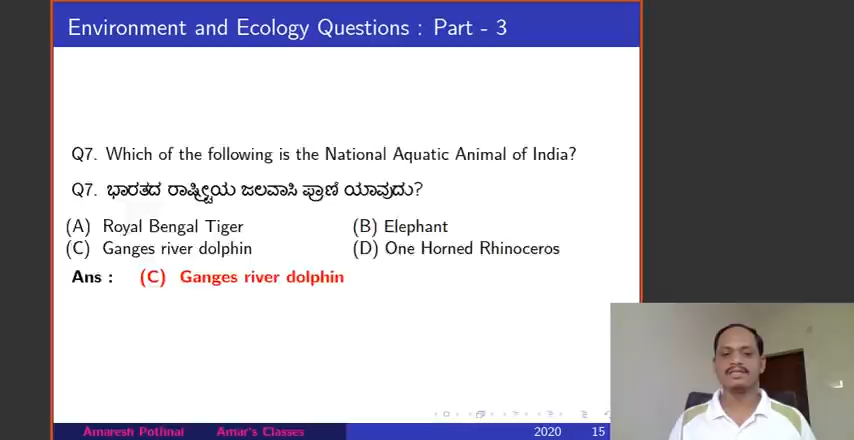 Environment and Ecology Questions : Part - 3
Q7. Which of the following is the National Aquatic Animal of India?
Q7. ಭಾರತದ ರಾಷ್ಟ್ರೀಯ ಜಲವಾಸಿ ಪ್ರಾಣಿ ಯಾವುದು?
(A) Royal Bengal Tiger (B) Elephant
(C) Ganges river dolphin (D) One Horned Rhinoceros
Ans : (C) Ganges river dolphin
Amaresh Pothnal Amar's Classes 2020 15